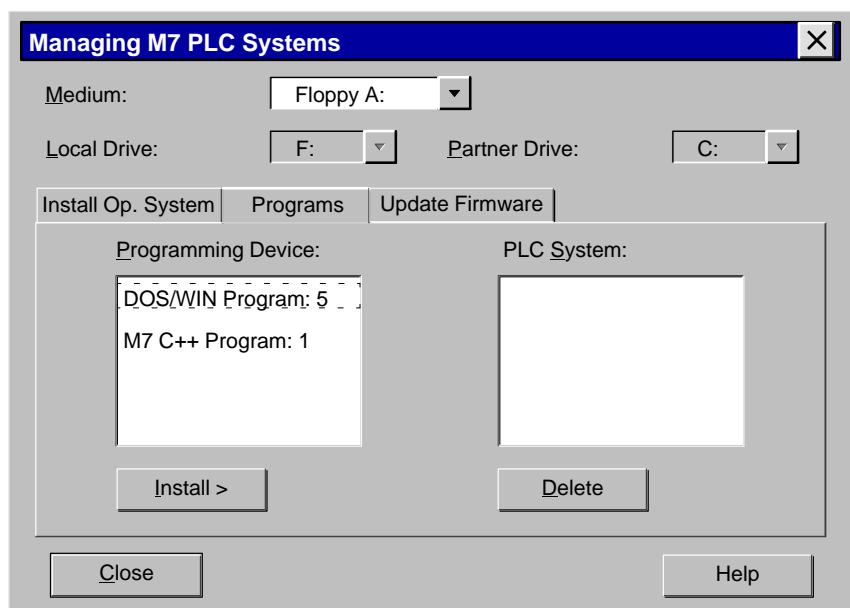 Managing M7 PLC Systems
Medium: Floppy A:
Local Drive: F: Partner Drive: C:
Install Op. System Programs Update Firmware
Programming Device: PLC System:
DOS/WIN Program: 5
M7 C++ Program: 1
Install > Delete
Close Help